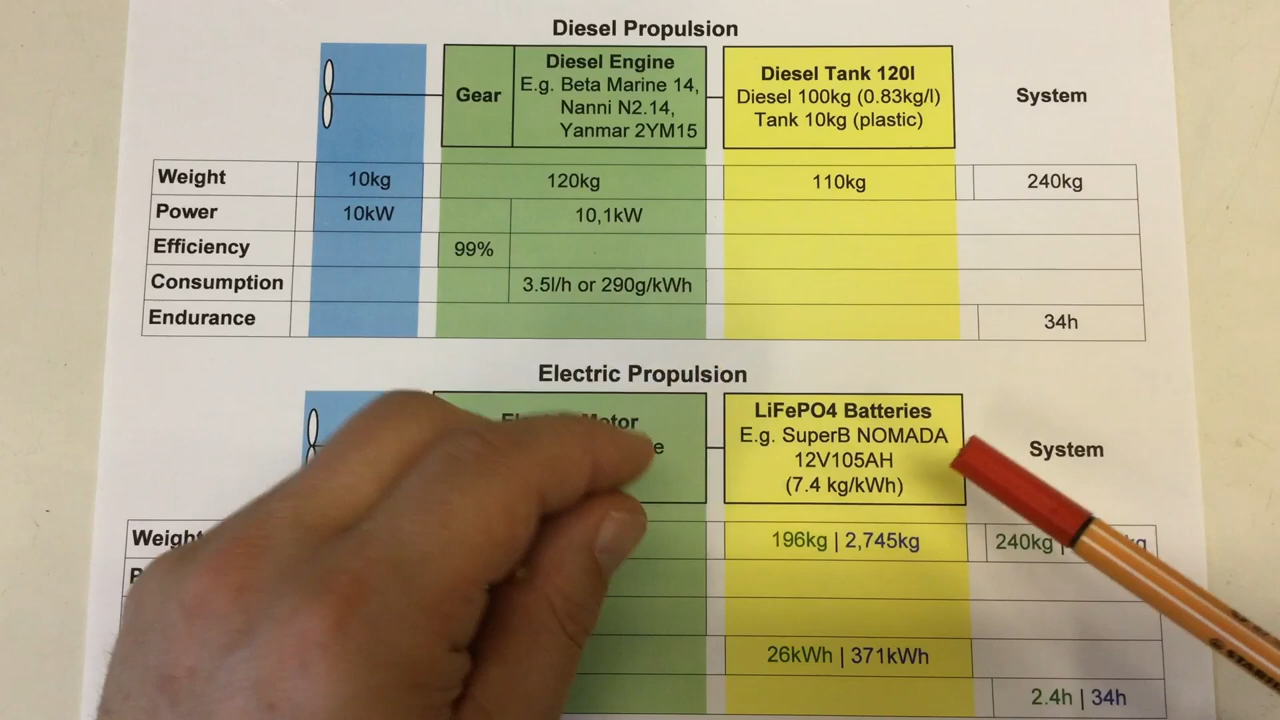 Diesel Propulsion
Gear
Diesel Engine
E.g. Beta Marine 14,
Nanni N2.14,
Yanmar 2YM15
Diesel Tank 120l
Diesel 100kg (0.83kg/l)
Tank 10kg (plastic)
System
Weight 10kg 120kg 110kg 240kg
Power 10kW 10,1kW
Efficiency 99%
Consumption 3.5l/h or 290g/kWh
Endurance 34h
Electric Propulsion
LiFePO4 Batteries
E.g. SuperB NOMADA
12V105AH
(7.4 kg/kWh)
System
196kg | 2,745kg 240kg
26kWh | 371kWh
2.4h | 34h